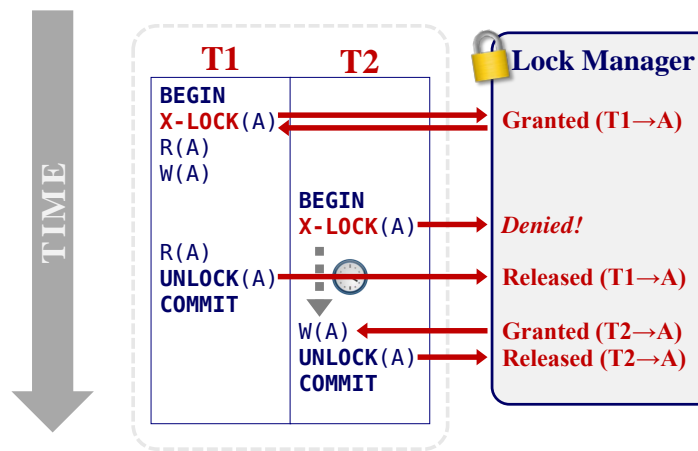 TIME
T1
T2
Lock Manager
BEGIN
X-LOCK(A)
Granted (T1→A)
R(A)
W(A)
BEGIN
X-LOCK(A)
Denied!
R(A)
UNLOCK(A)
Released (T1→A)
COMMIT
W(A)
Granted (T2→A)
UNLOCK(A)
Released (T2→A)
COMMIT